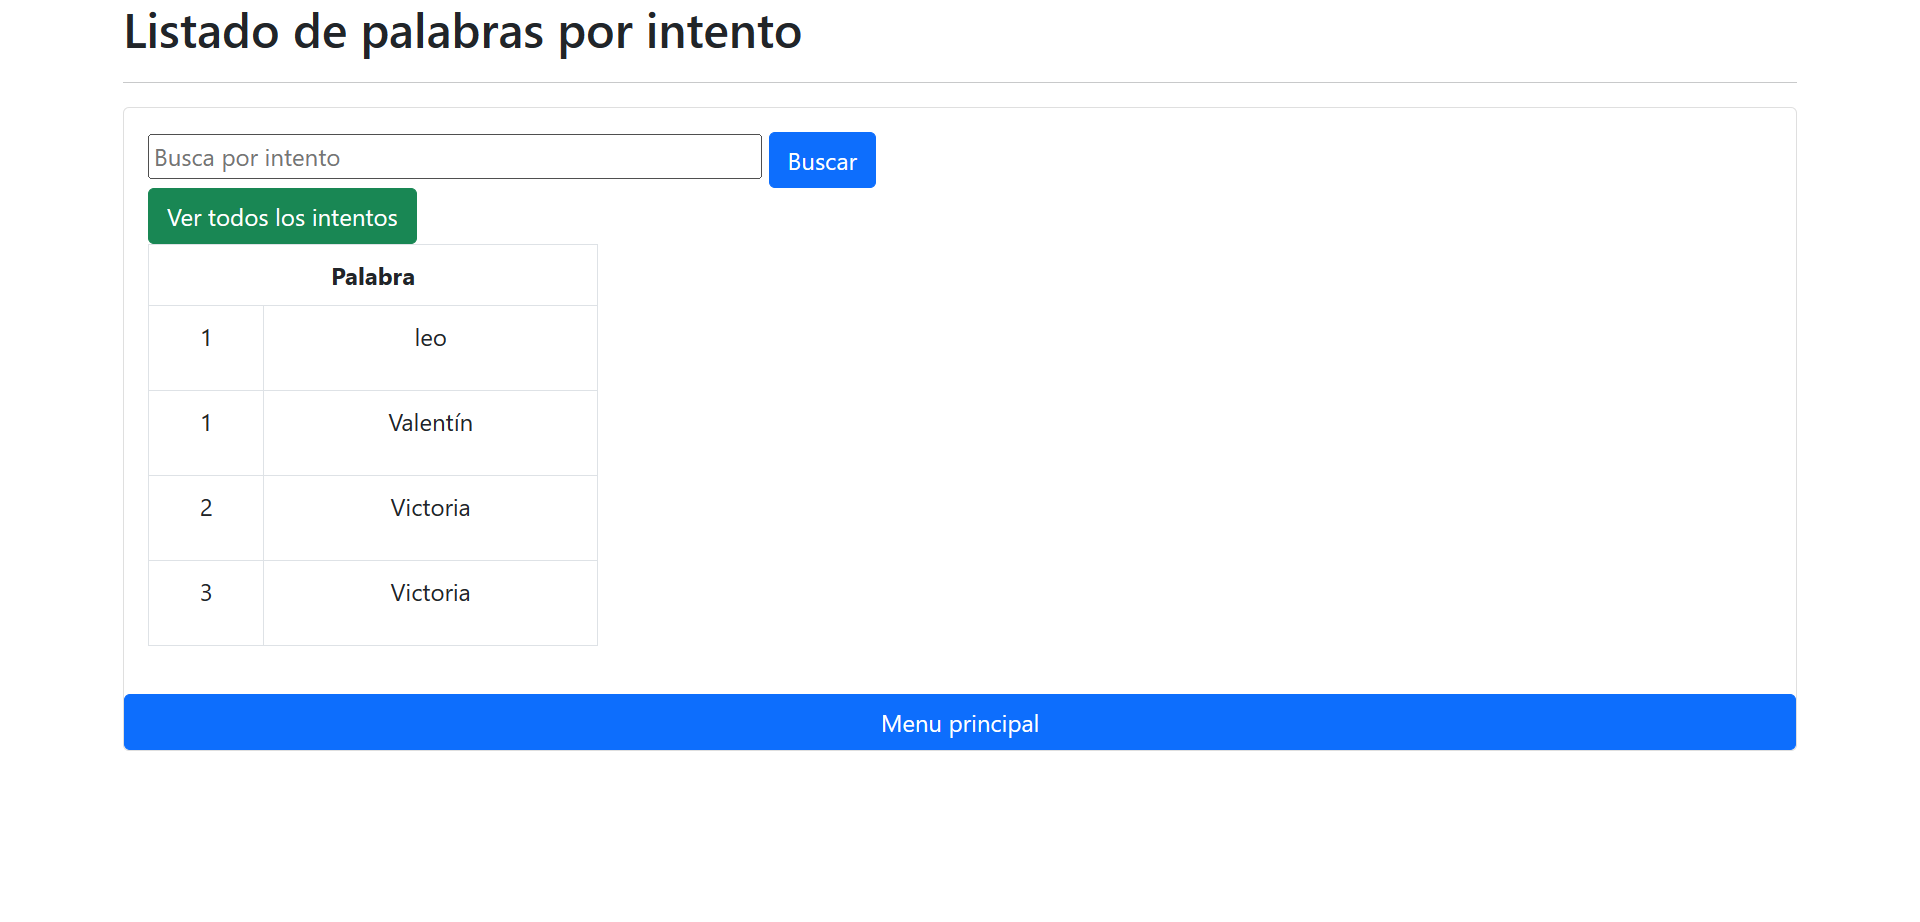 Listado de palabras por intento
Busca por intento Buscar
Ver todos los intentos
Palabra
1 leo
1 Valentín
2 Victoria
3 Victoria
Menu principal